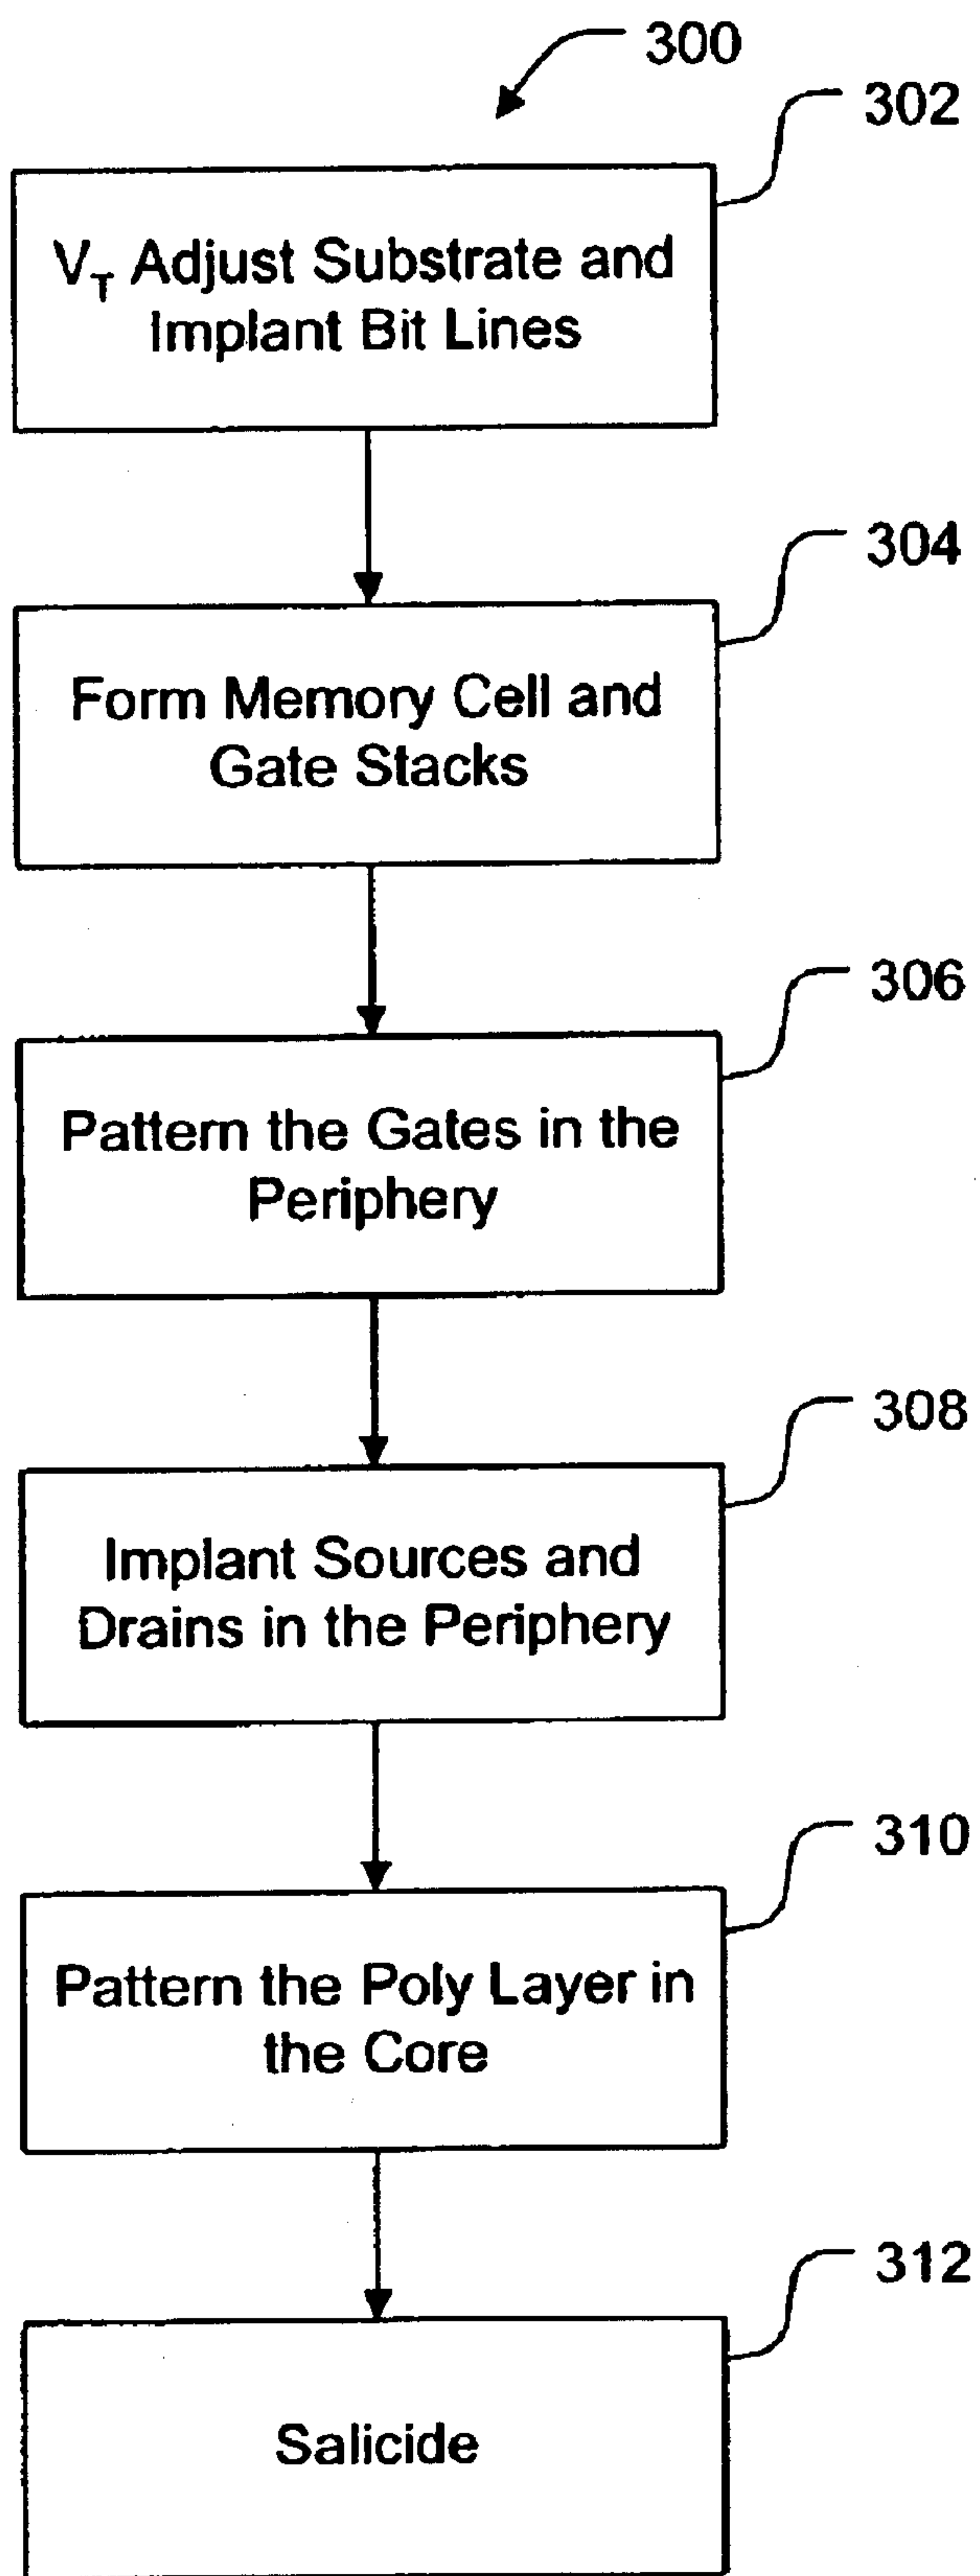 300
302
V_T Adjust Substrate and
Implant Bit Lines
304
Form Memory Cell and
Gate Stacks
306
Pattern the Gates in the
Periphery
308
Implant Sources and
Drains in the Periphery
310
Pattern the Poly Layer in
the Core
312
Salicide